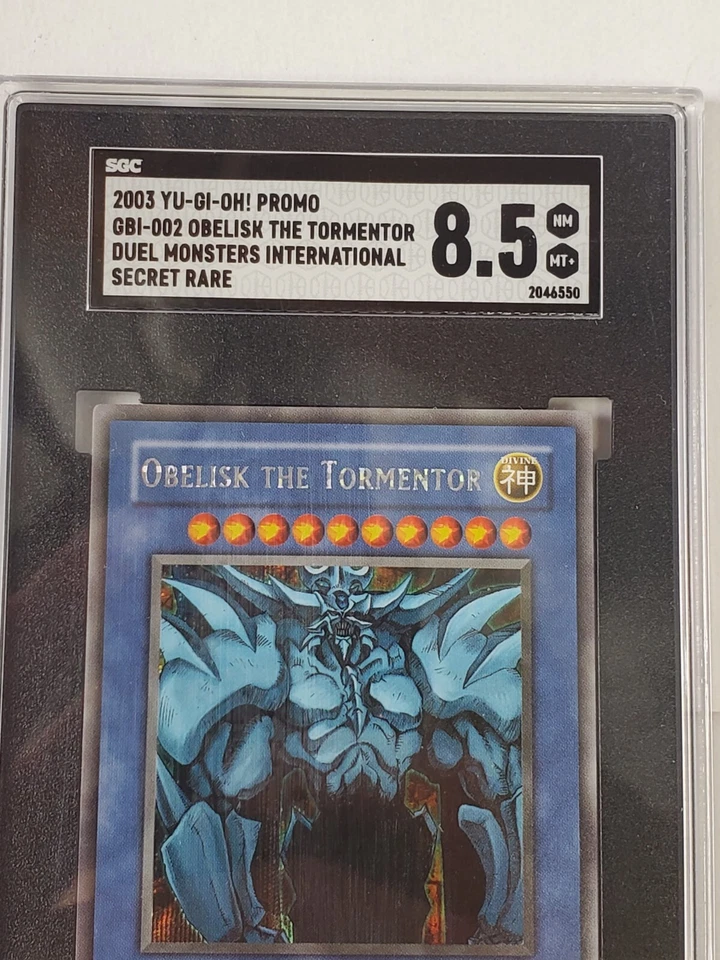 SGC
2003 YU-GI-OH! PROMO
GBI-002 OBELISK THE TORMENTOR
DUEL MONSTERS INTERNATIONAL
SECRET RARE
8.5
NM
MT+
2046550
OBELISK THE TORMENTOR
DIVINE
神